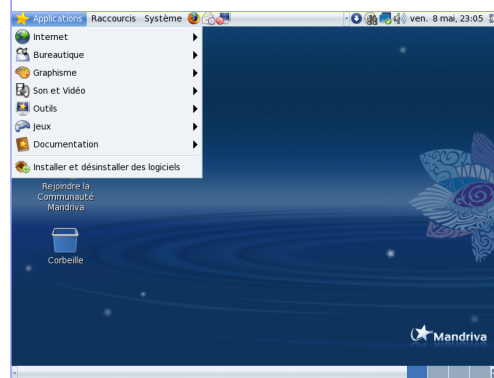 Applications Raccourcis Système ven. 8 mai, 23:05
Internet
Bureautique
Graphisme
Son et Vidéo
Outils
Jeux
Documentation
Installer et désinstaller des logiciels
Rejoindre la
Communauté
Mandriva
Corbeille
Mandriva